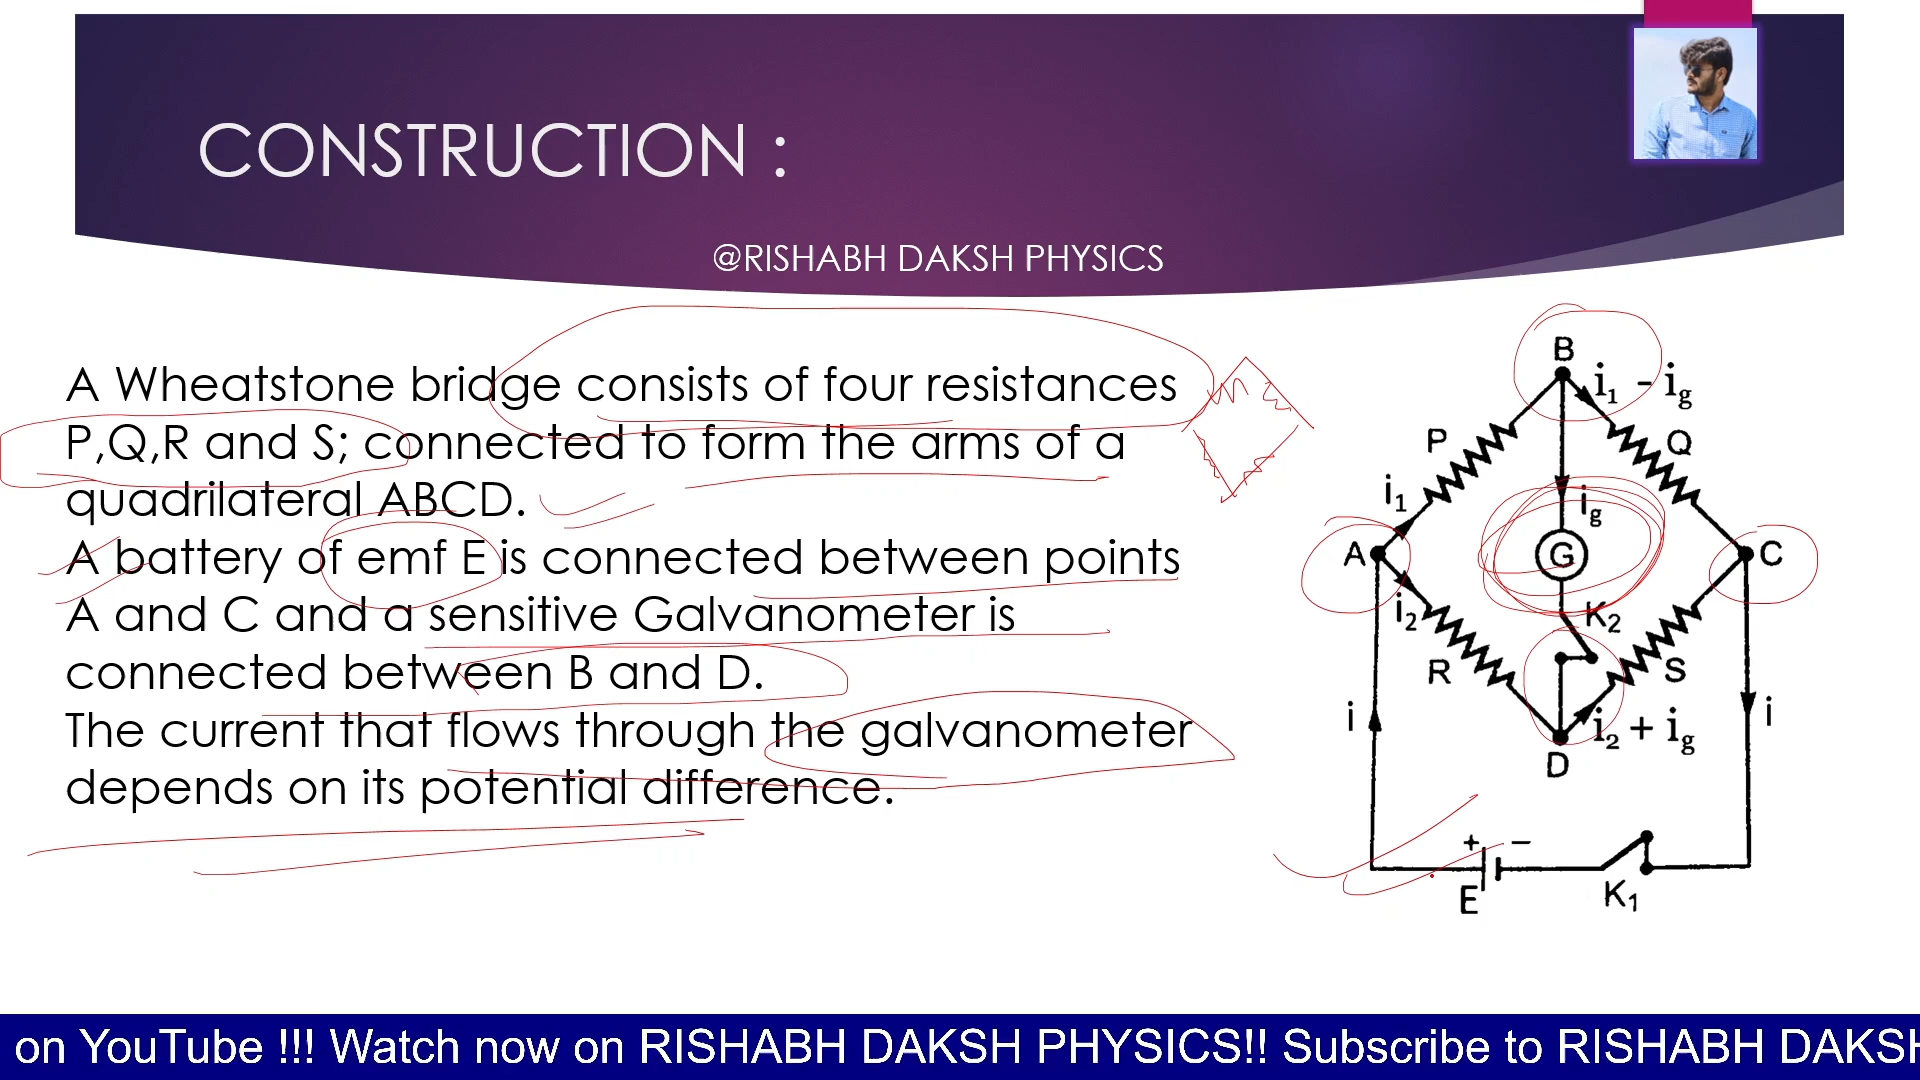 CONSTRUCTION :
@RISHABH DAKSH PHYSICS
A Wheatstone bridge consists of four resistances
P,Q,R and S; connected to form the arms of a
quadrilateral ABCD.
A battery of emf E is connected between points
A and C and a sensitive Galvanometer is
connected between B and D.
The current that flows through the galvanometer
depends on its potential difference.
B
i₁ - i_g
P
Q
i₁
i_g
A
G
C
i₂
K2
R
S
i
i
i₂ + i_g
D
+ −
E
K₁
on YouTube !!! Watch now on RISHABH DAKSH PHYSICS!! Subscribe to RISHABH DAKSH